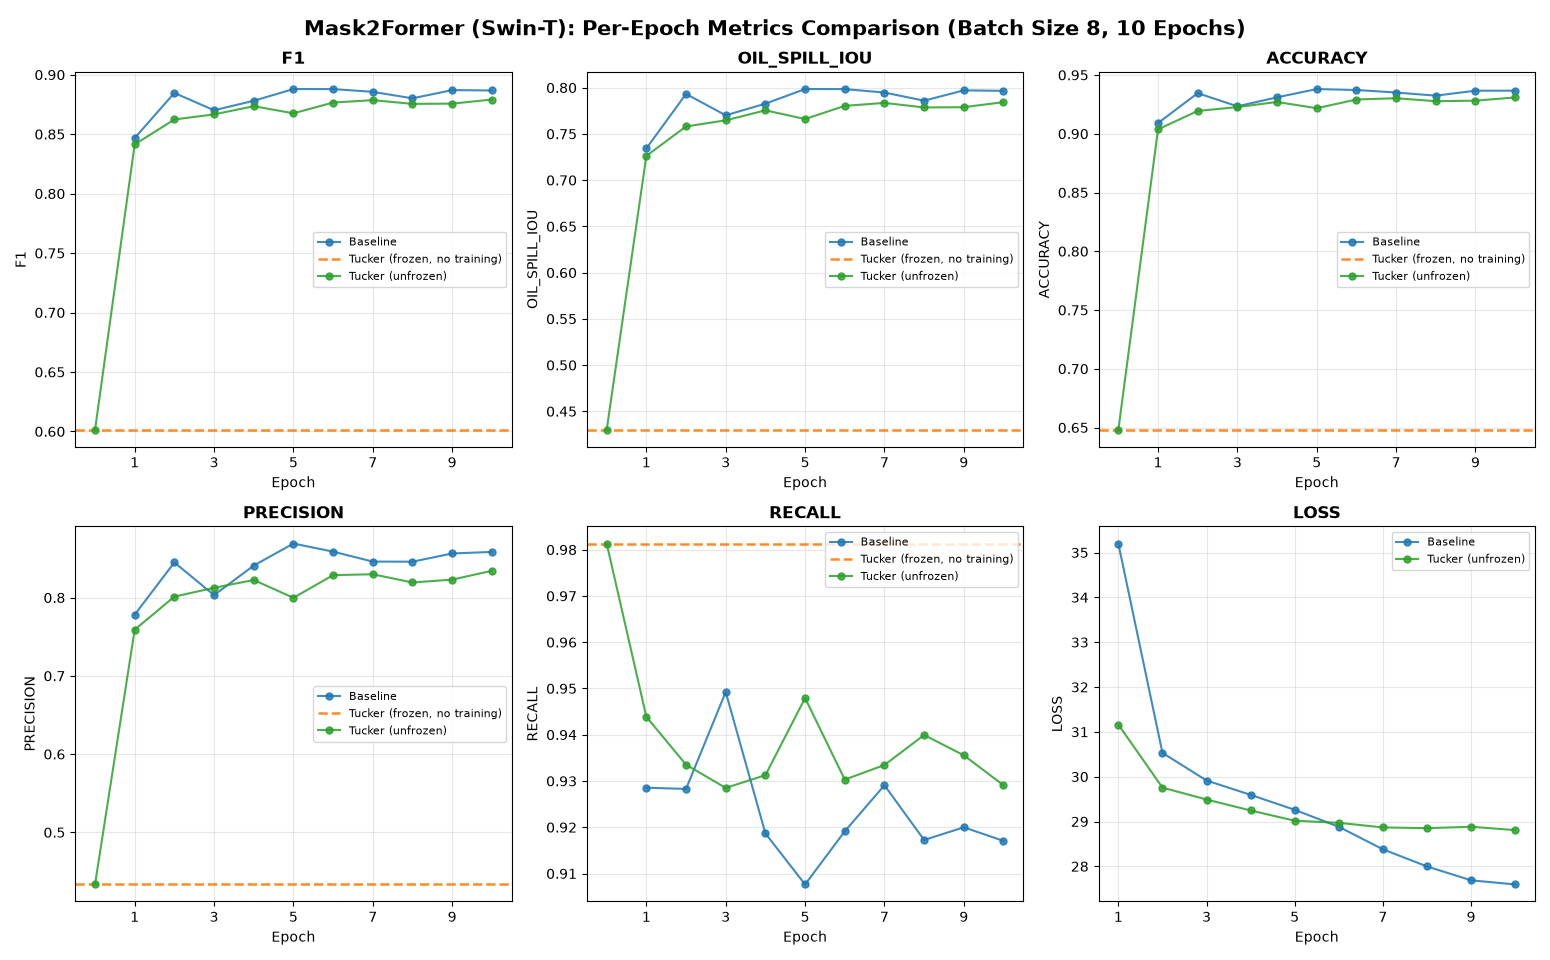 Mask2Former (Swin-T): Per-Epoch Metrics Comparison (Batch Size 8, 10 Epochs)
F1
0.90
0.85
0.80
0.75
0.70
0.65
0.60
F1
Baseline
Tucker (frozen, no training)
Tucker (unfrozen)
1 3 5 7 9
Epoch
OIL_SPILL_IOU
0.80
0.75
0.70
0.65
0.60
0.55
0.50
0.45
OIL_SPILL_IOU
Baseline
Tucker (frozen, no training)
Tucker (unfrozen)
1 3 5 7 9
Epoch
ACCURACY
0.95
0.90
0.85
0.80
0.75
0.70
0.65
ACCURACY
Baseline
Tucker (frozen, no training)
Tucker (unfrozen)
1 3 5 7 9
Epoch
PRECISION
0.8
0.7
0.6
0.5
PRECISION
Baseline
Tucker (frozen, no training)
Tucker (unfrozen)
1 3 5 7 9
Epoch
RECALL
0.98
0.97
0.96
0.95
0.94
0.93
0.92
0.91
RECALL
Baseline
Tucker (frozen, no training)
Tucker (unfrozen)
1 3 5 7 9
Epoch
LOSS
35
34
33
32
31
30
29
28
LOSS
Baseline
Tucker (unfrozen)
1 3 5 7 9
Epoch